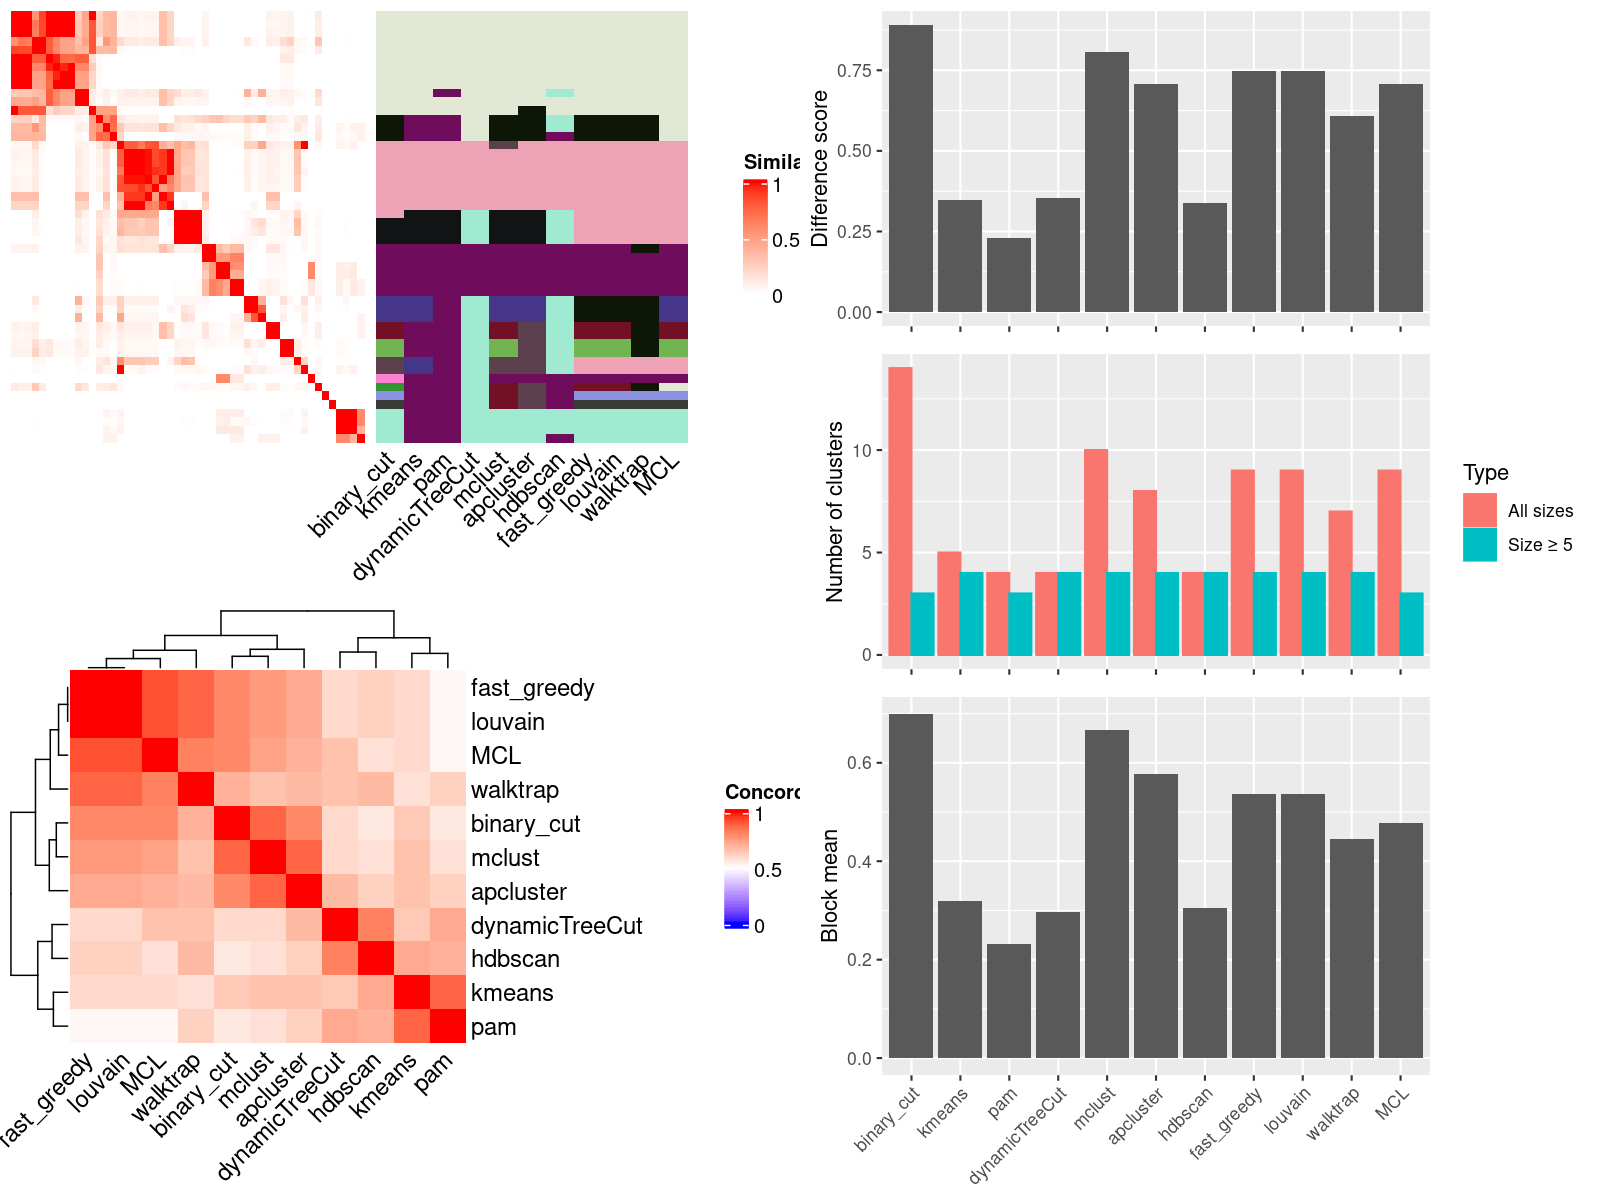 Simila
1
0.5
0
binary_cut
kmeans
pam
dynamicTreeCut
mclust
apcluster
hdbscan
fast_greedy
louvain
walktrap
MCL
fast_greedy
louvain
MCL
walktrap
binary_cut
mclust
apcluster
dynamicTreeCut
hdbscan
kmeans
pam
fast_greedy
louvain
MCL
walktrap
binary_cut
mclust
apcluster
dynamicTreeCut
hdbscan
kmeans
pam
Concord
1
0.5
0
Difference score
0.75
0.50
0.25
0.00
Number of clusters
10
5
0
Type
All sizes
Size ≥ 5
Block mean
0.6
0.4
0.2
0.0
binary_cut
kmeans
pam
dynamicTreeCut
mclust
apcluster
hdbscan
fast_greedy
louvain
walktrap
MCL